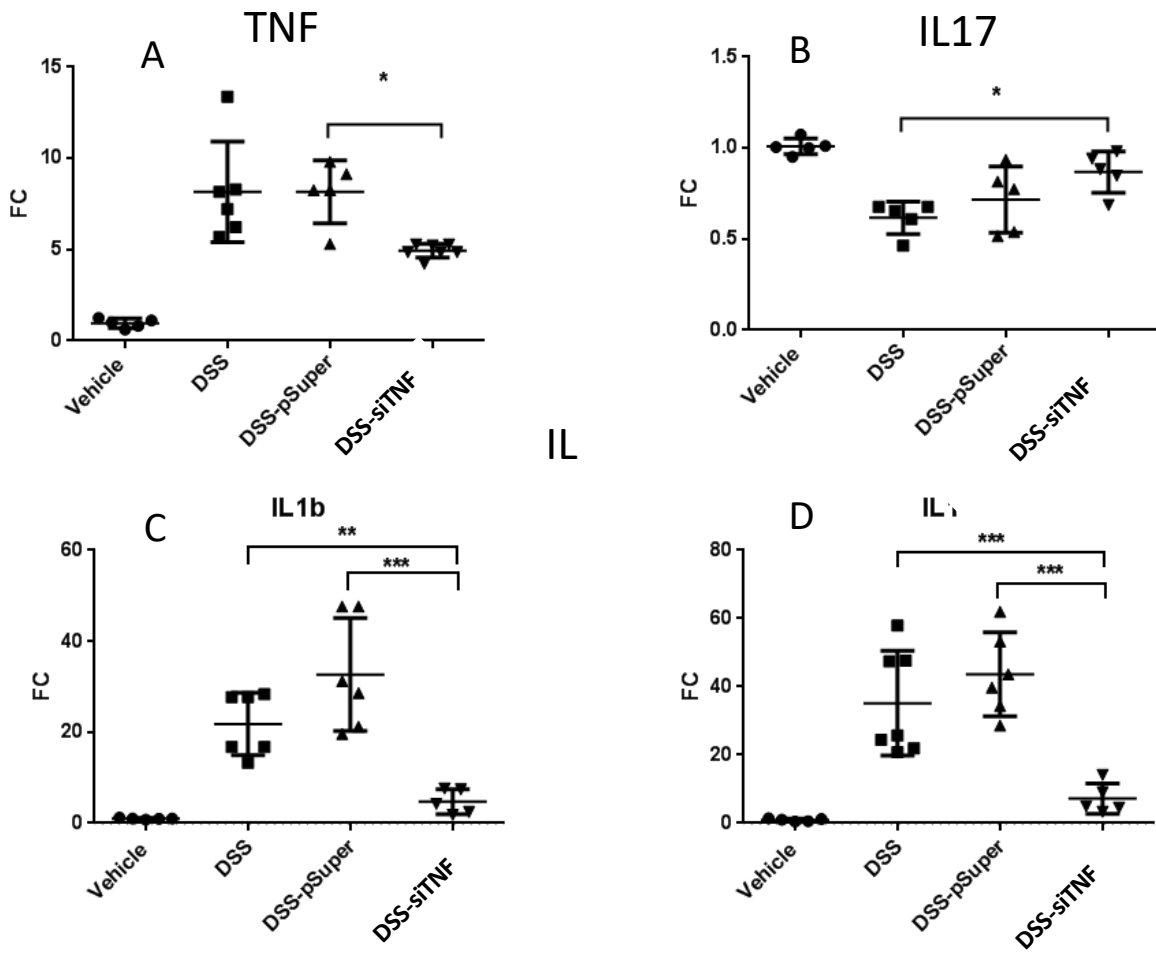 TNF
A
*
15
10
5
0
FC
Vehicle
DSS
DSS-pSuper
DSS-siTNF
IL17
B
*
1.5
1.0
0.5
0.0
FC
Vehicle
DSS
DSS-pSuper
DSS-siTNF
IL
IL1b
C
**
***
60
40
20
0
FC
Vehicle
DSS
DSS-pSuper
DSS-siTNF
D
***
***
80
60
40
20
0
FC
Vehicle
DSS
DSS-pSuper
DSS-siTNF